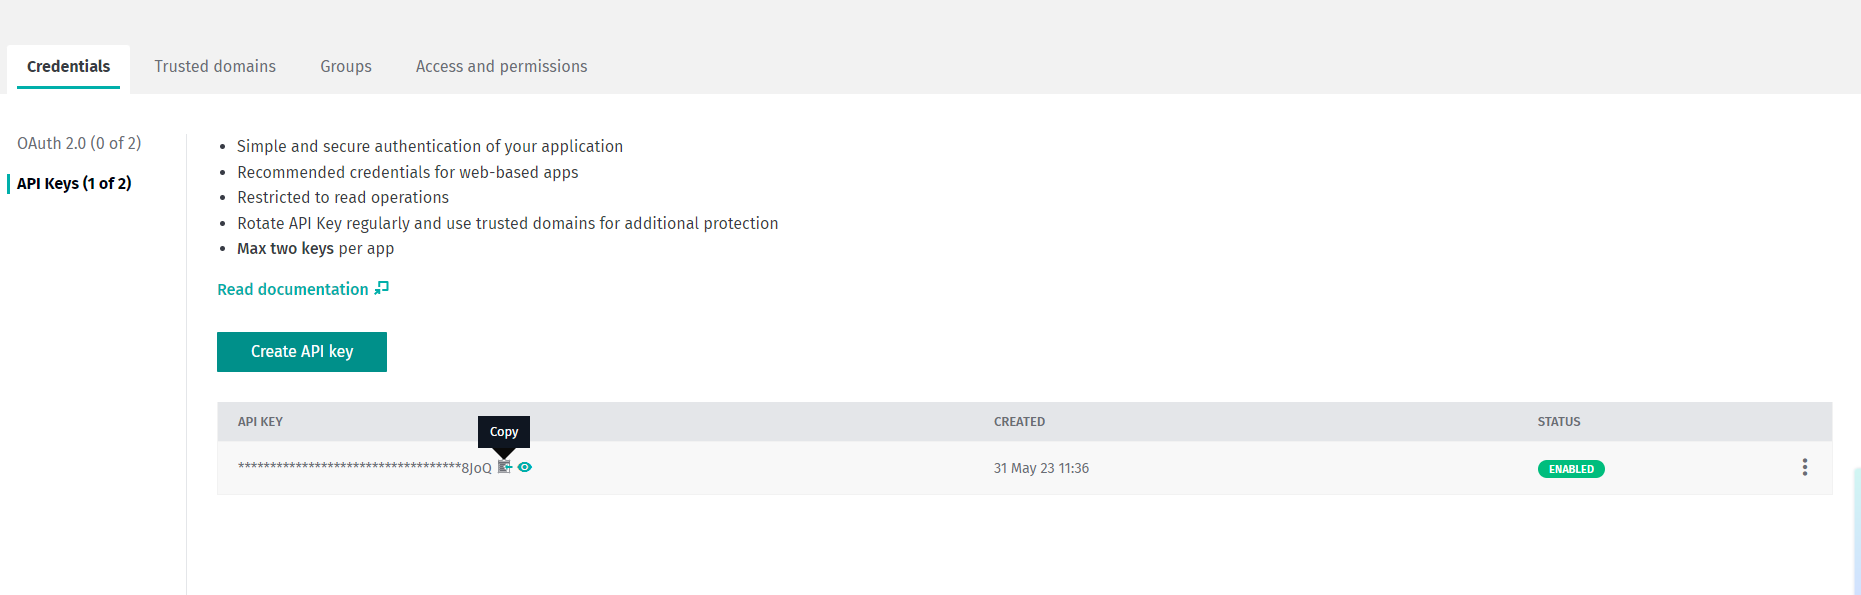 Credentials
Trusted domains
Groups
Access and permissions
OAuth 2.0 (0 of 2)
API Keys (1 of 2)
Simple and secure authentication of your application
Recommended credentials for web-based apps
Restricted to read operations
Rotate API Key regularly and use trusted domains for additional protection
Max two keys per app
Read documentation
Create API key
API KEY
CREATED
STATUS
Copy
***********************************8JoQ
31 May 23 11:36
ENABLED